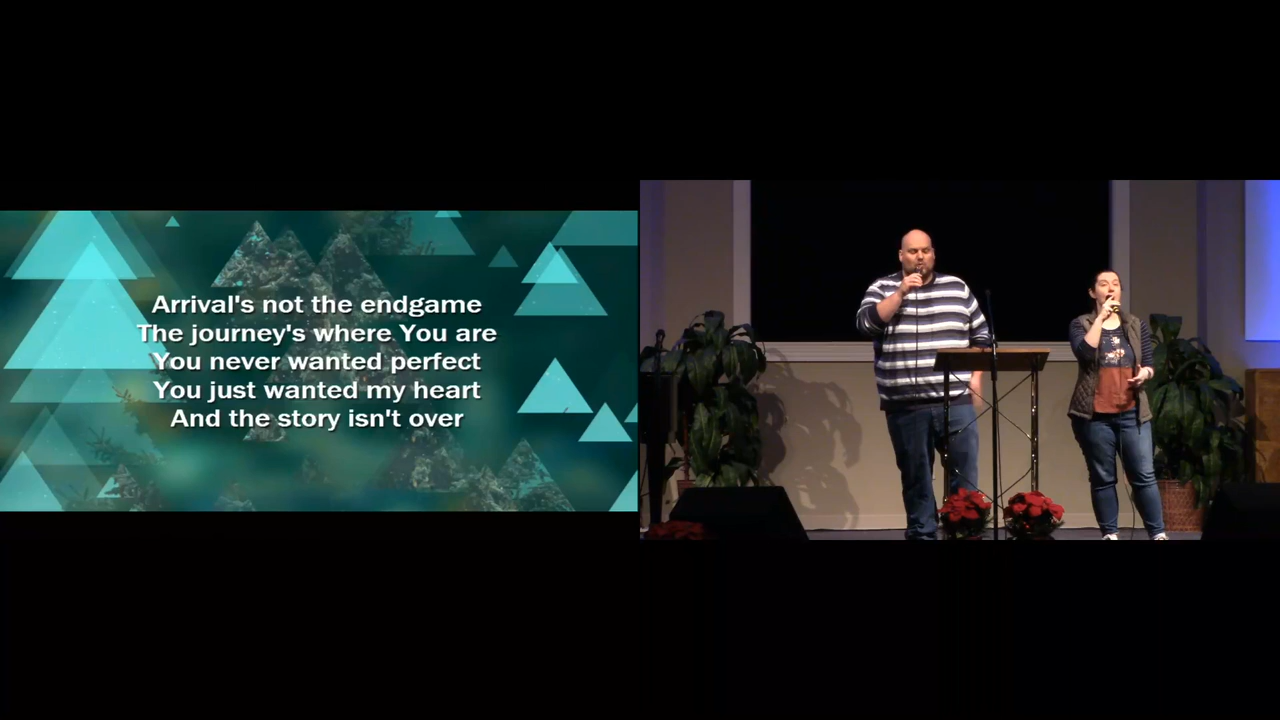 Arrival's not the endgame
The journey's where You are
You never wanted perfect
You just wanted my heart
And the story isn't over